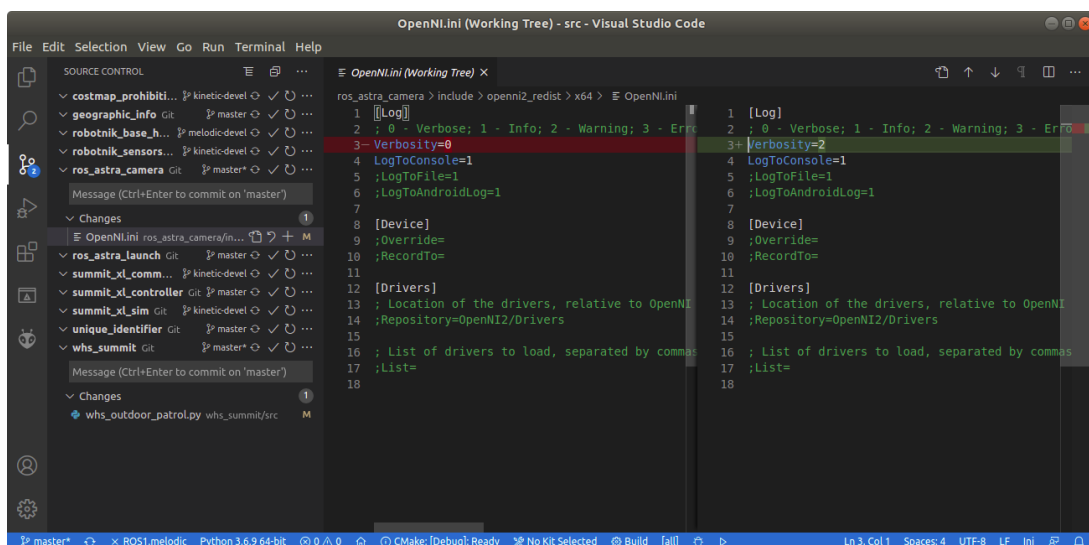 OpenNI.ini (Working Tree) - src - Visual Studio Code
File Edit Selection View Go Run Terminal Help
SOURCE CONTROL
costmap_prohibiti... kinetic-devel
geographic_info Git master
robotnik_base_h... melodic-devel
robotnik_sensors... kinetic-devel
ros_astra_camera Git master*
Message (Ctrl+Enter to commit on 'master')
Changes 1
OpenNI.ini ros_astra_camera/in... M
ros_astra_launch Git master
summit_xl_comm... kinetic-devel
summit_xl_controller Git master
summit_xl_sim Git kinetic-devel
unique_identifier Git master
whs_summit Git master*
Message (Ctrl+Enter to commit on 'master')
Changes 1
whs_outdoor_patrol.py whs_summit/src M
2
OpenNI.ini (Working Tree)
ros_astra_camera > include > openni2_redist > x64 > OpenNI.ini
1 [Log]
2 ; 0 - Verbose; 1 - Info; 2 - Warning; 3 - Erro
3- Verbosity=0
4 LogToConsole=1
5 ;LogToFile=1
6 ;LogToAndroidLog=1
7
8 [Device]
9 ;Override=
10 ;RecordTo=
11
12 [Drivers]
13 ; Location of the drivers, relative to OpenNI
14 ;Repository=OpenNI2/Drivers
15
16 ; List of drivers to load, separated by commas
17 ;List=
18
1 [Log]
2 ; 0 - Verbose; 1 - Info; 2 - Warning; 3 - Erro
3+ Verbosity=2
4 LogToConsole=1
5 ;LogToFile=1
6 ;LogToAndroidLog=1
7
8 [Device]
9 ;Override=
10 ;RecordTo=
11
12 [Drivers]
13 ; Location of the drivers, relative to OpenNI
14 ;Repository=OpenNI2/Drivers
15
16 ; List of drivers to load, separated by commas
17 ;List=
18
master* ROS1.melodic Python 3.6.9 64-bit 0 0 0 CMake: [Debug]: Ready No Kit Selected Build [all] Ln 3, Col 1 Spaces: 4 UTF-8 LF Ini